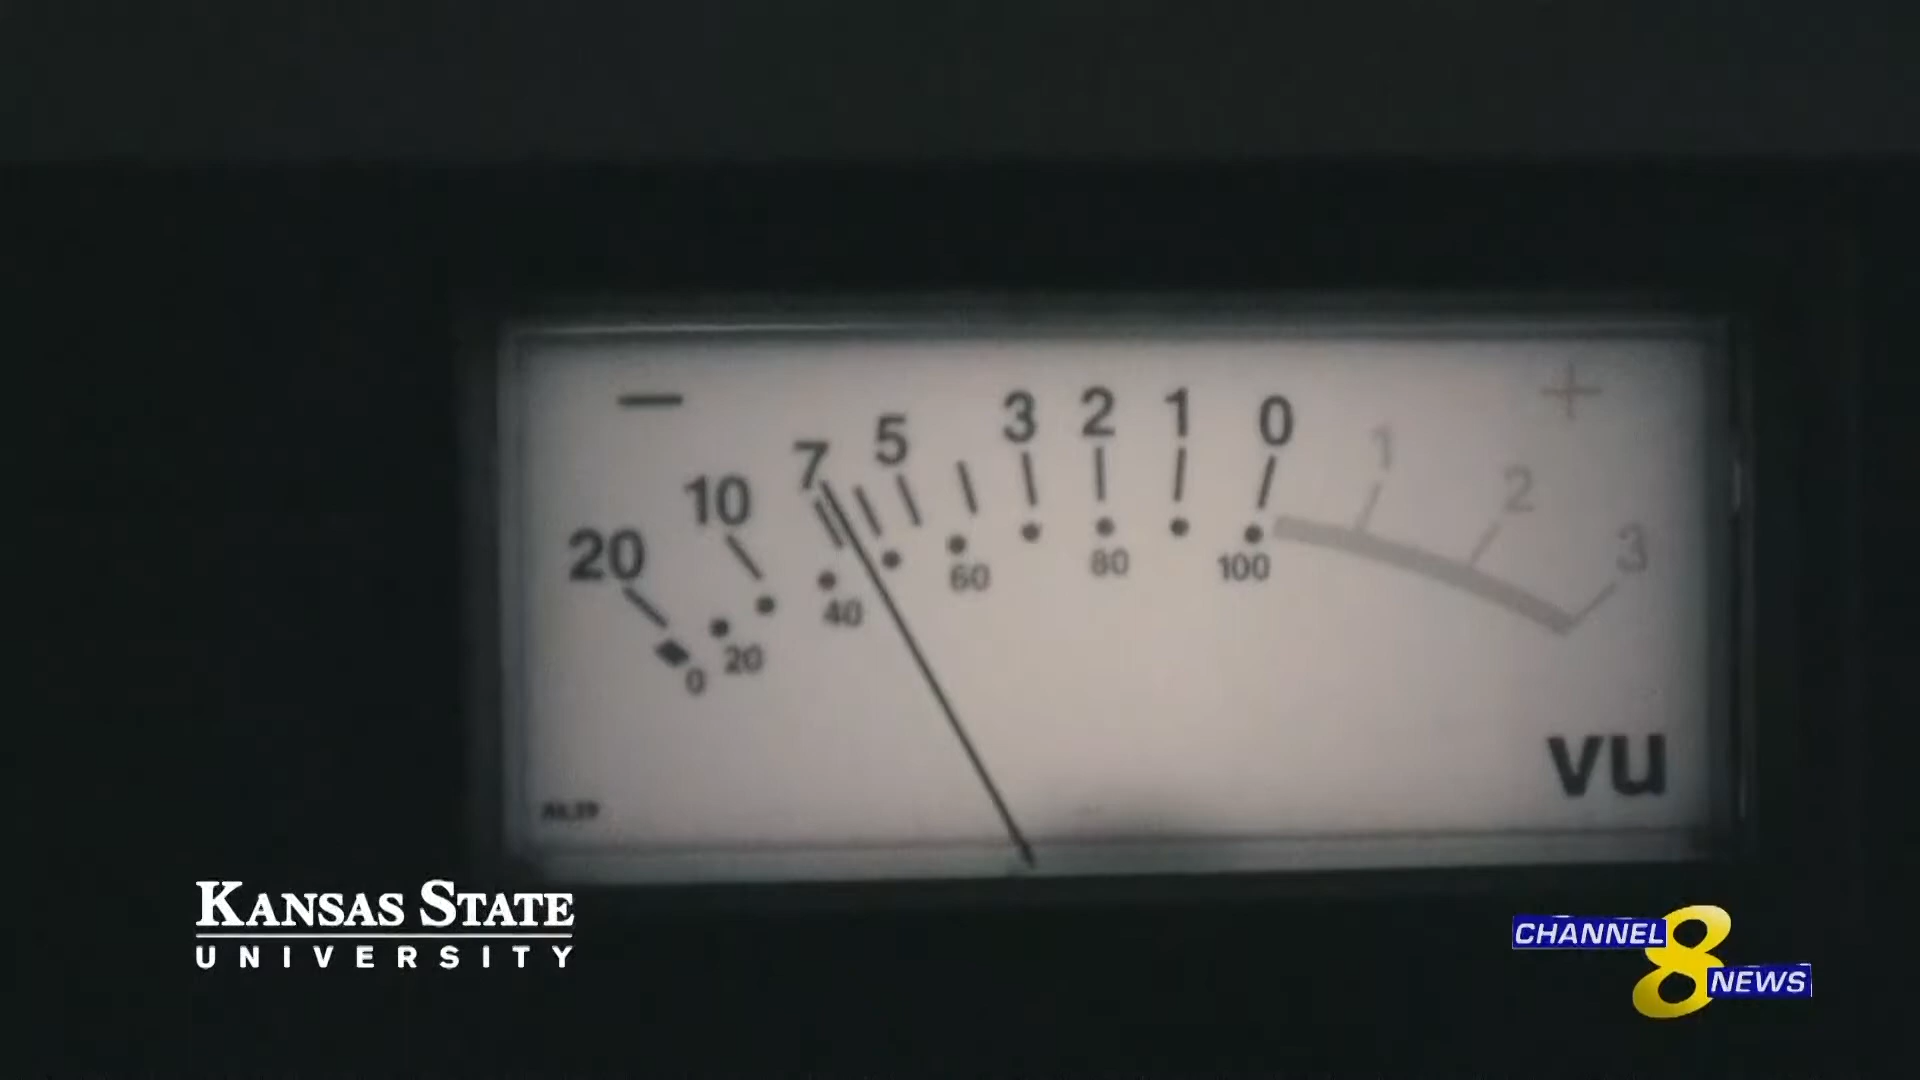 − 20 10 7 5 3 2 1 0 1 2 3 +
0 20 40 60 80 100
vu
KANSAS STATE
UNIVERSITY
CHANNEL
8
NEWS